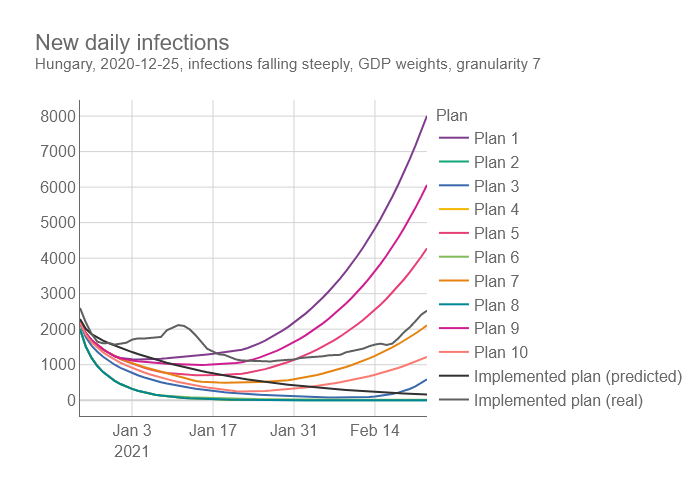 New daily infections
Hungary, 2020-12-25, infections falling steeply, GDP weights, granularity 7
Plan
8000
7000
6000
5000
4000
3000
2000
1000
0
Jan 3
2021
Jan 17
Jan 31
Feb 14
Plan 1
Plan 2
Plan 3
Plan 4
Plan 5
Plan 6
Plan 7
Plan 8
Plan 9
Plan 10
Implemented plan (predicted)
Implemented plan (real)